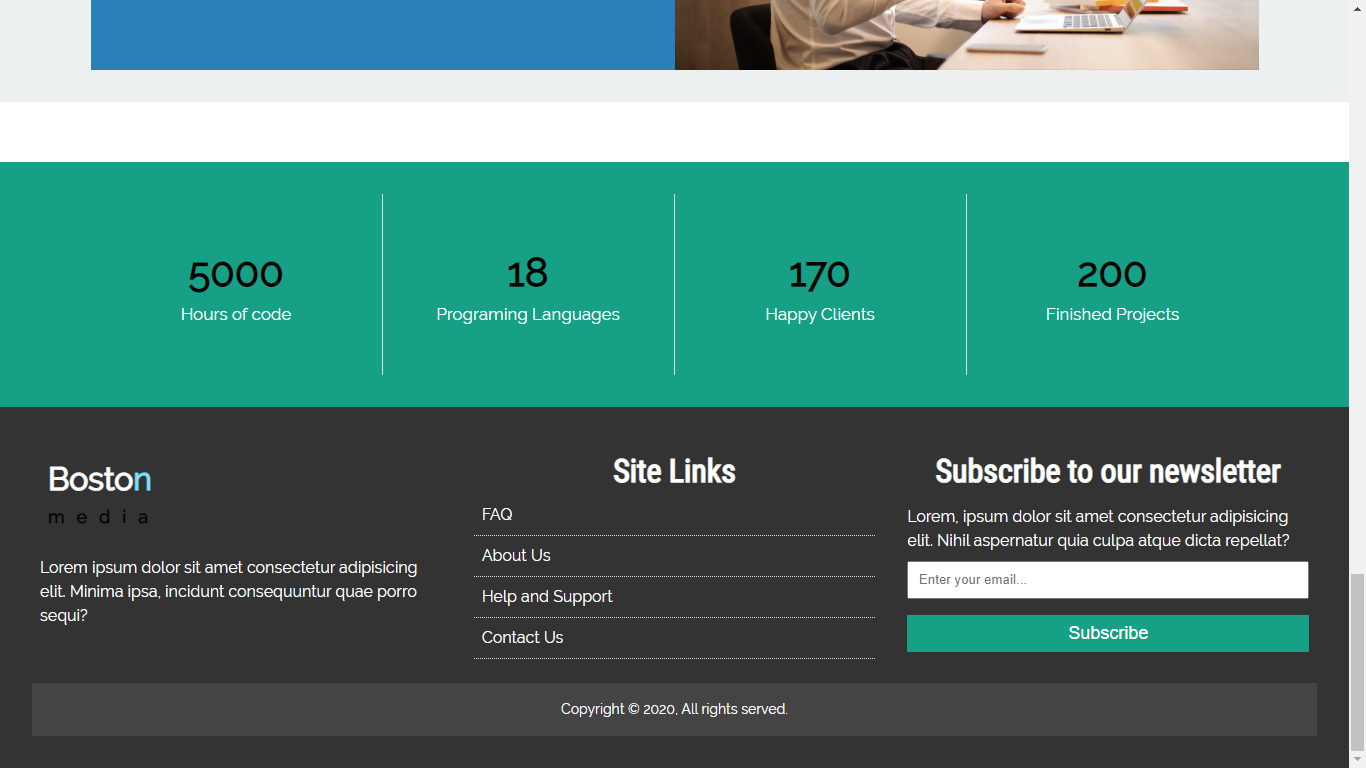 5000
Hours of code
18
Programing Languages
170
Happy Clients
200
Finished Projects
Boston
media
Lorem ipsum dolor sit amet consectetur adipisicing
elit. Minima ipsa, incidunt consequuntur quae porro
sequi?
Site Links
FAQ
About Us
Help and Support
Contact Us
Subscribe to our newsletter
Lorem, ipsum dolor sit amet consectetur adipisicing
elit. Nihil aspernatur quia culpa atque dicta repellat?
Enter your email...
Subscribe
Copyright © 2020, All rights served.